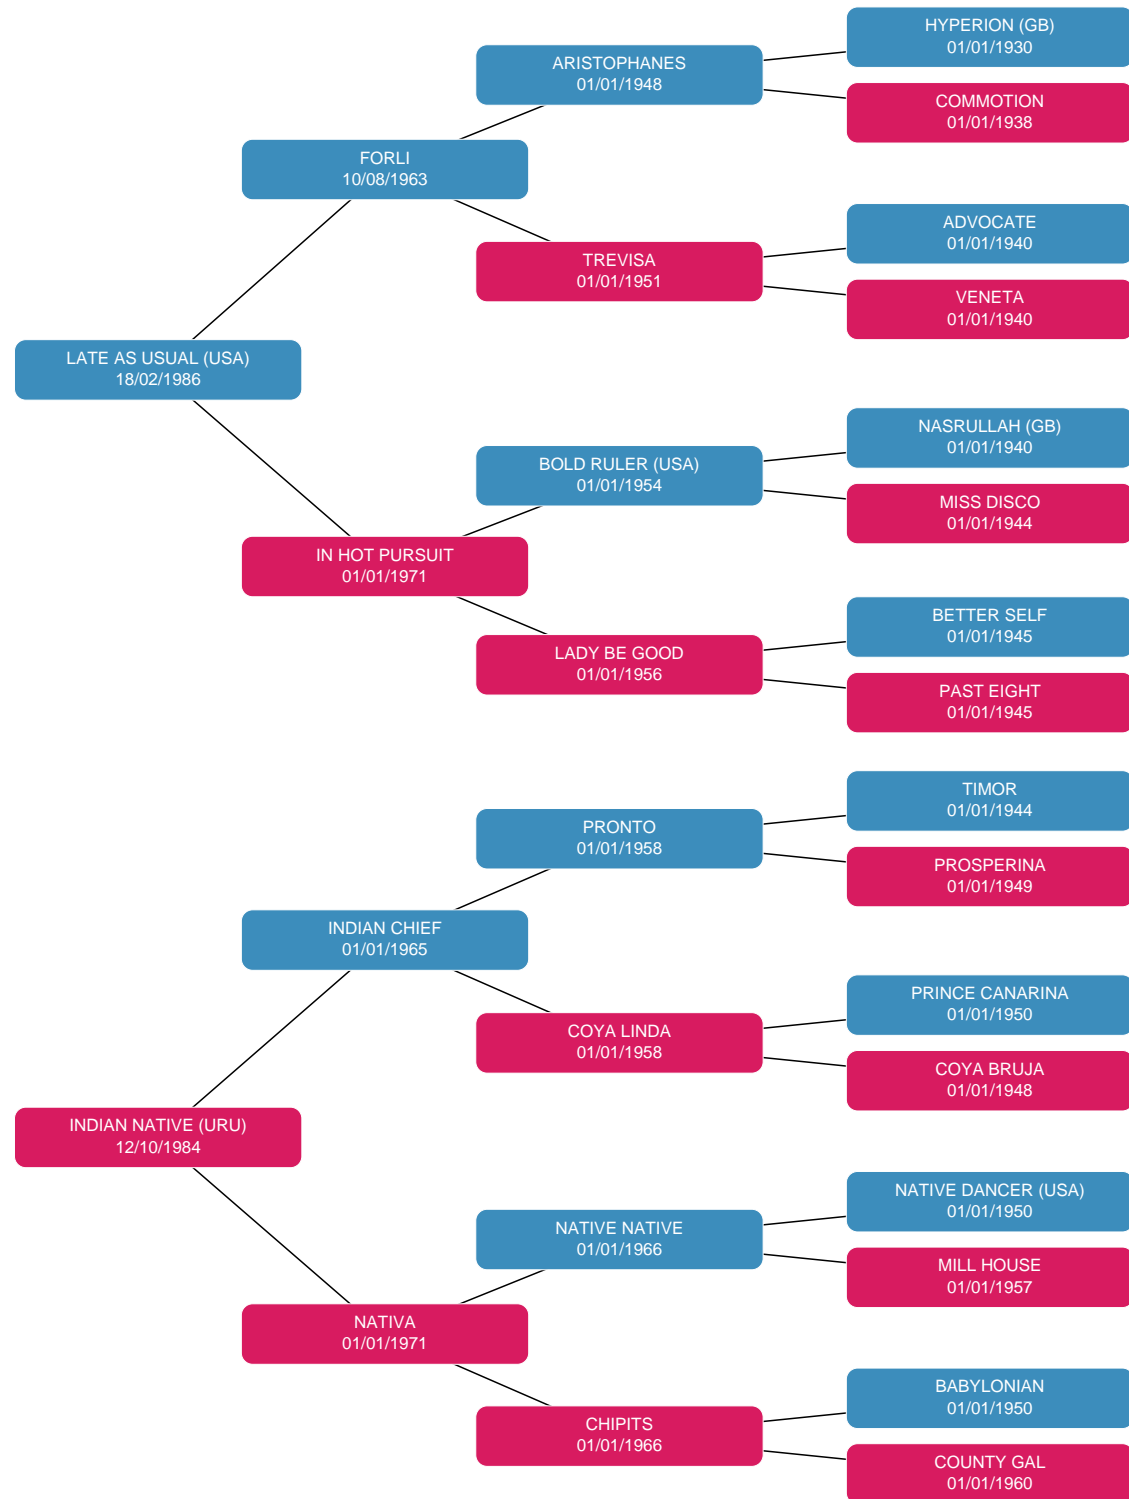 HYPERION (GB)
01/01/1930
ARISTOPHANES
01/01/1948
COMMOTION
01/01/1938
FORLI
10/08/1963
ADVOCATE
01/01/1940
TREVISA
01/01/1951
VENETA
01/01/1940
LATE AS USUAL (USA)
18/02/1986
NASRULLAH (GB)
01/01/1940
BOLD RULER (USA)
01/01/1954
MISS DISCO
01/01/1944
IN HOT PURSUIT
01/01/1971
BETTER SELF
01/01/1945
LADY BE GOOD
01/01/1956
PAST EIGHT
01/01/1945
TIMOR
01/01/1944
PRONTO
01/01/1958
PROSPERINA
01/01/1949
INDIAN CHIEF
01/01/1965
PRINCE CANARINA
01/01/1950
COYA LINDA
01/01/1958
COYA BRUJA
01/01/1948
INDIAN NATIVE (URU)
12/10/1984
NATIVE DANCER (USA)
01/01/1950
NATIVE NATIVE
01/01/1966
MILL HOUSE
01/01/1957
NATIVA
01/01/1971
BABYLONIAN
01/01/1950
CHIPITS
01/01/1966
COUNTY GAL
01/01/1960